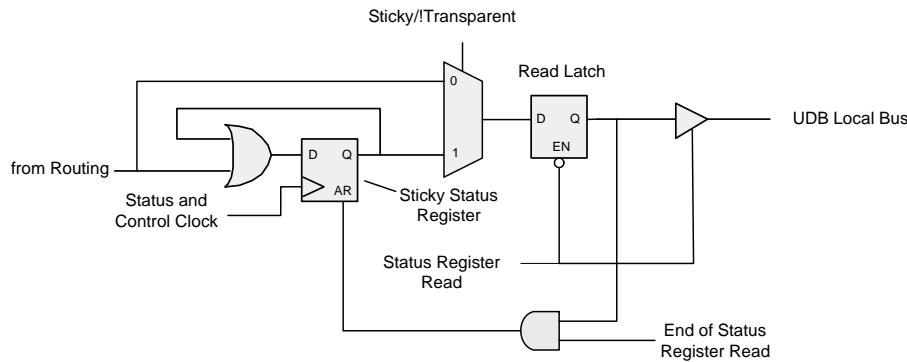 Sticky/!Transparent
0
Read Latch
D Q
EN
UDB Local Bus
from Routing
D Q
AR
1
Status and
Control Clock
Sticky Status
Register
Status Register
Read
End of Status
Register Read